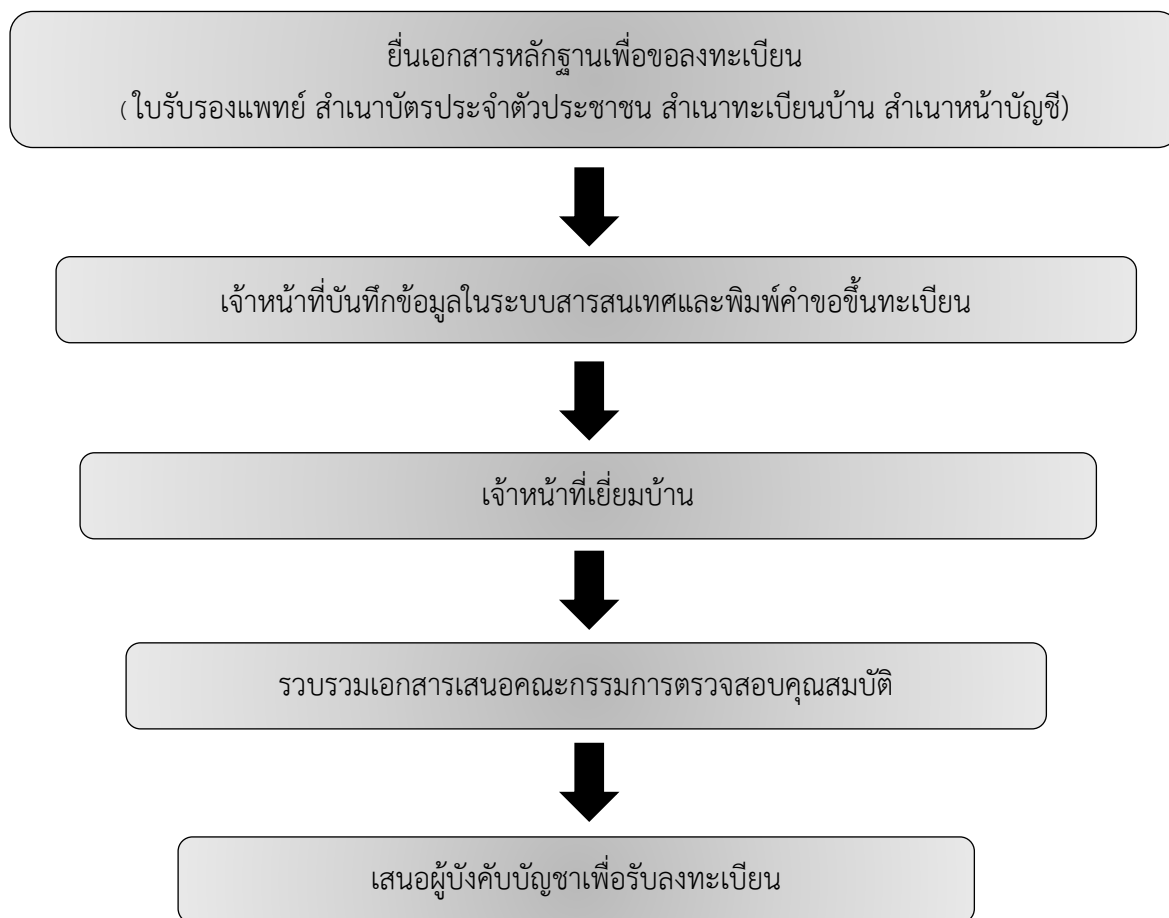 ยื่นเอกสารหลักฐานเพื่อขอลงทะเบียน
(ใบรับรองแพทย์ สำเนาบัตรประจำตัวประชาชน สำเนาทะเบียนบ้าน สำเนาหน้าบัญชี)
เจ้าหน้าที่บันทึกข้อมูลในระบบสารสนเทศและพิมพ์คำขอขึ้นทะเบียน
เจ้าหน้าที่เยี่ยมบ้าน
รวบรวมเอกสารเสนอคณะกรรมการตรวจสอบคุณสมบัติ
เสนอผู้บังคับบัญชาเพื่อรับลงทะเบียน